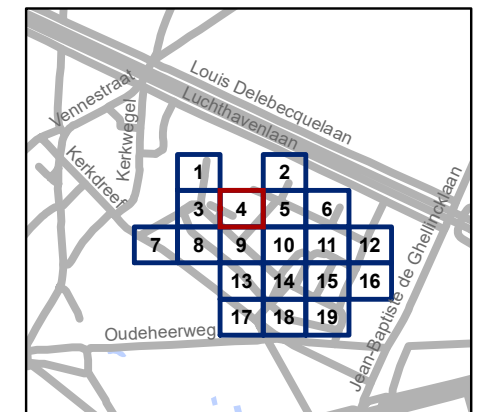 Louis Delebecquelaan
Luchthavenlaan
Vennestraat
Kerkwegel
Kerkdreef
1 2
3 4 5 6
7 8 9 10 11 12
13 14 15 16
17 18 19
Oudeheerweg
Jean-Baptiste de Ghellincklaan